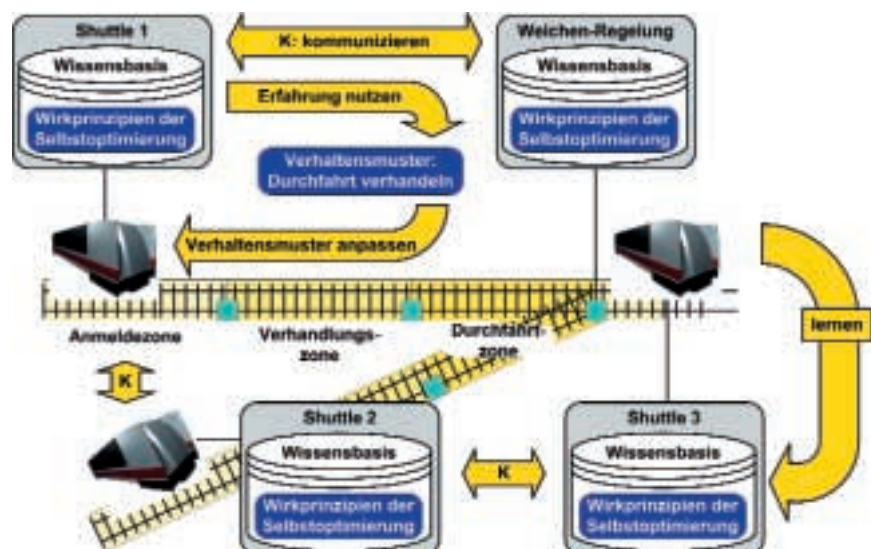 Shuttle 1
K: kommunizieren
Weichen-Regelung
Wissensbasis
Wissensbasis
Erfahrung nutzen
Wirkprinzipien der
Selbstoptimierung
Wirkprinzipien der
Selbstoptimierung
Verhaltensmuster:
Durchfahrt verhandeln
Verhaltensmuster anpassen
lernen
Anmeldezone
Verhandlungs-
zone
Durchfahrt-
zone
K
Shuttle 2
Shuttle 3
Wissensbasis
K
Wissensbasis
Wirkprinzipien der
Selbstoptimierung
Wirkprinzipien der
Selbstoptimierung